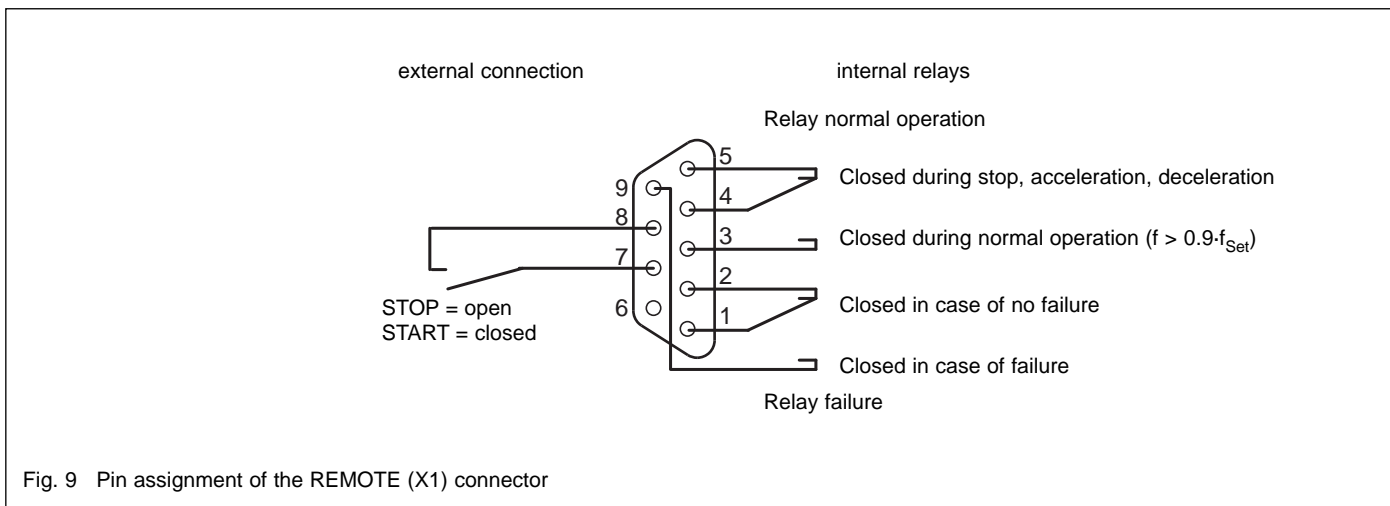 external connection
internal relays
Relay normal operation
5
9
Closed during stop, acceleration, deceleration
4
8
3
Closed during normal operation (f > 0.9·fSet)
7
2
STOP = open
START = closed
6
1
Closed in case of no failure
Closed in case of failure
Relay failure
Fig. 9 Pin assignment of the REMOTE (X1) connector